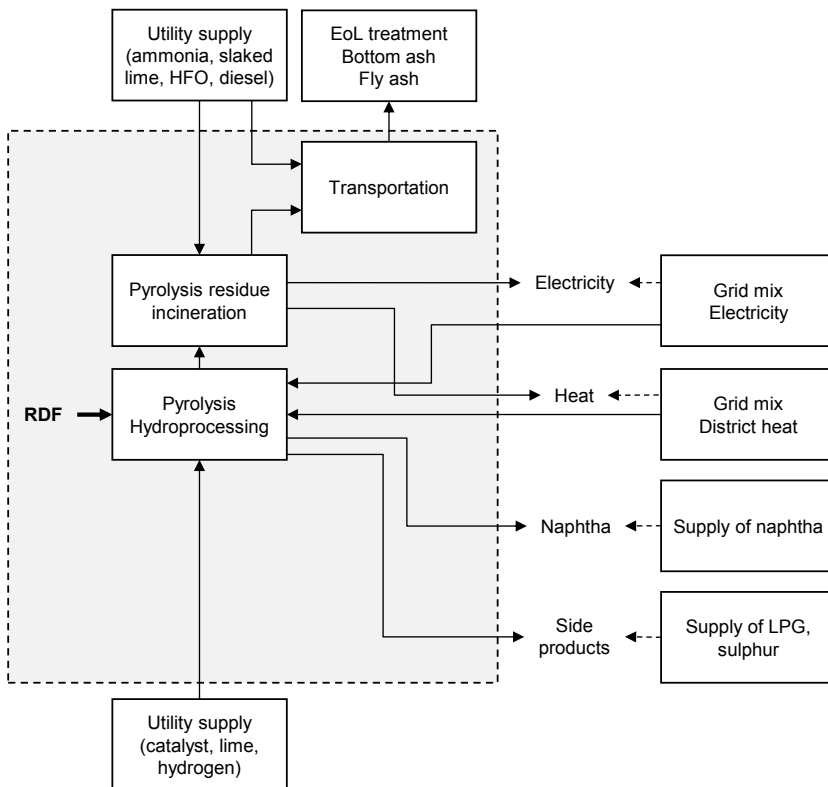 Utility supply
(ammonia, slaked
lime, HFO, diesel)
EoL treatment
Bottom ash
Fly ash
Transportation
Pyrolysis residue
incineration
Electricity
Grid mix
Electricity
RDF
Pyrolysis
Hydroprocessing
Heat
Grid mix
District heat
Naphtha
Supply of naphtha
Side
products
Supply of LPG,
sulphur
Utility supply
(catalyst, lime,
hydrogen)